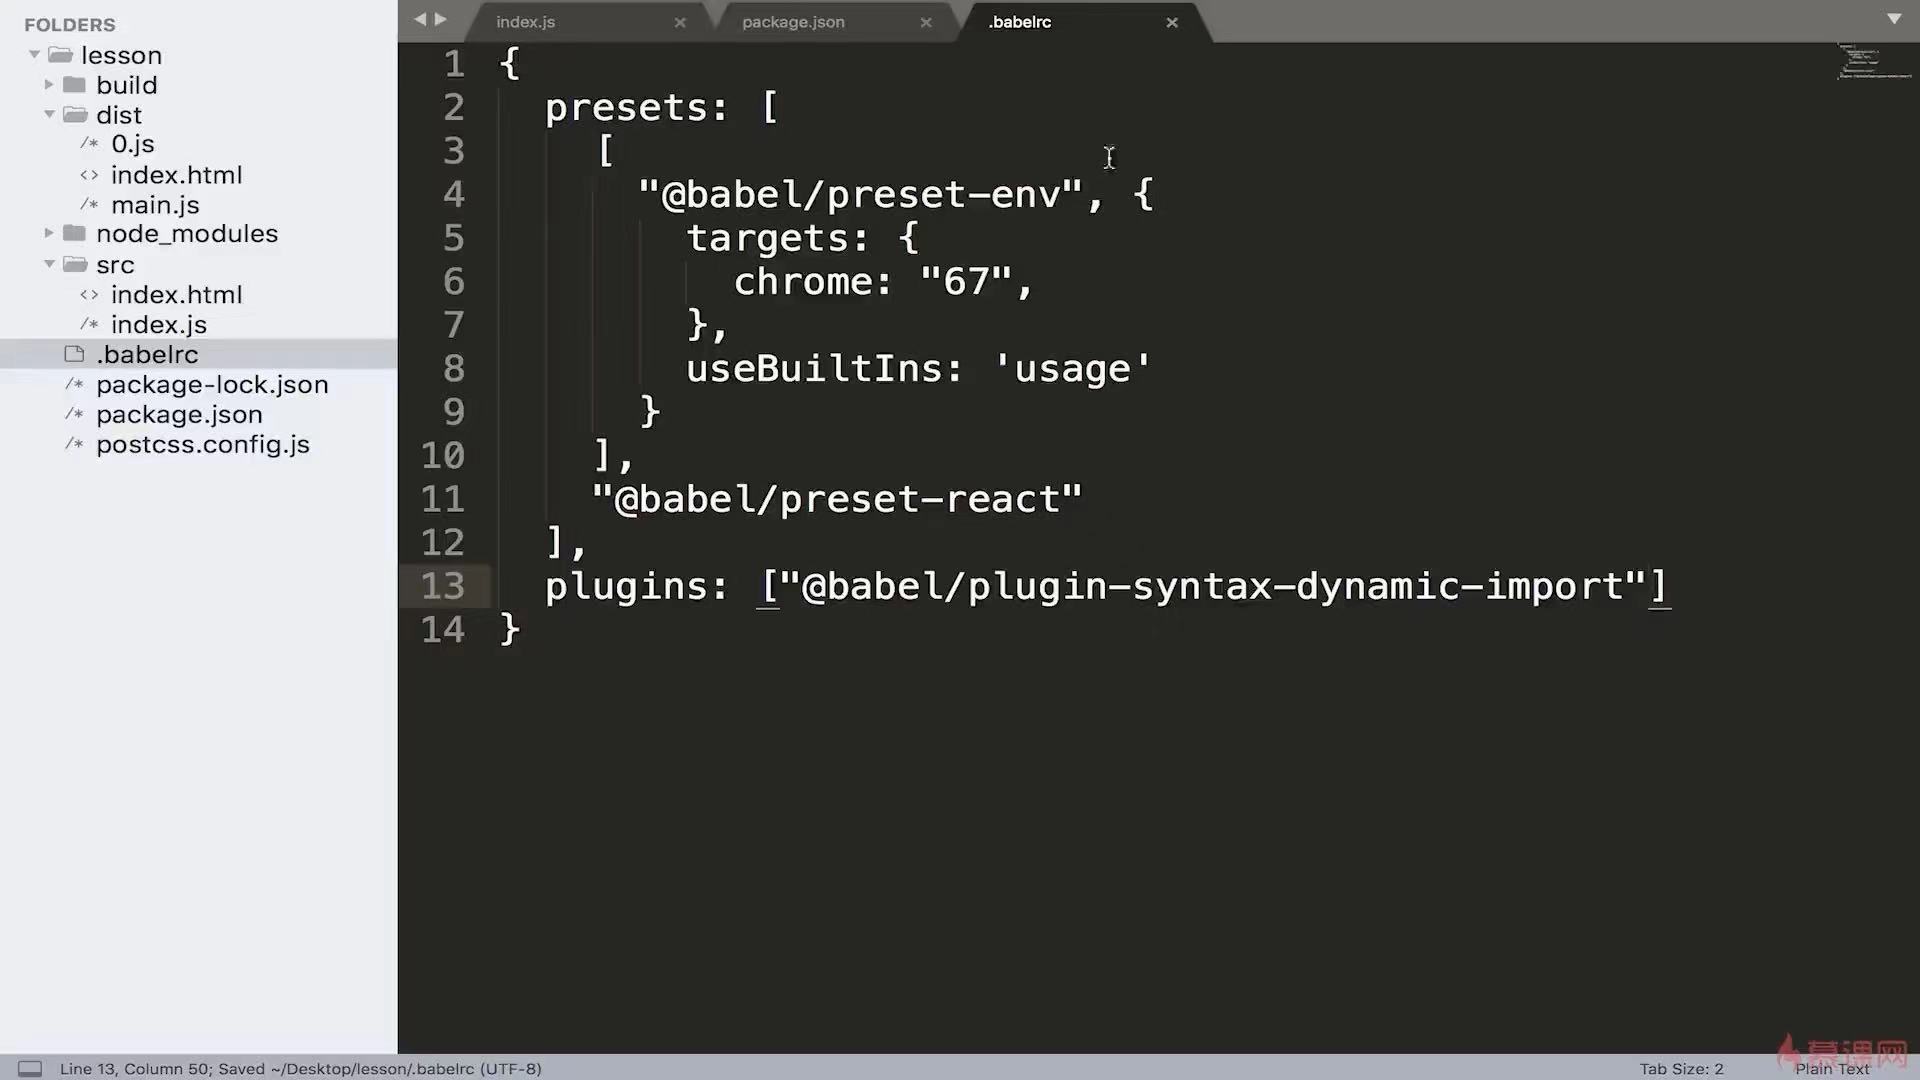 FOLDERS
lesson
build
dist
/* 0.js
<> index.html
/* main.js
node_modules
src
<> index.html
/* index.js
.babelrc
/* package-lock.json
/* package.json
/* postcss.config.js
index.js
package.json
.babelrc
1 {
2 presets: [
3 [
4 "@babel/preset-env", {
5 targets: {
6 chrome: "67",
7 },
8 useBuiltIns: 'usage'
9 }
10 ],
11 "@babel/preset-react"
12 ],
13 plugins: ["@babel/plugin-syntax-dynamic-import"]
14 }
Line 13, Column 50; Saved ~/Desktop/lesson/.babelrc (UTF-8)
Tab Size: 2
Plain Text
慕课网